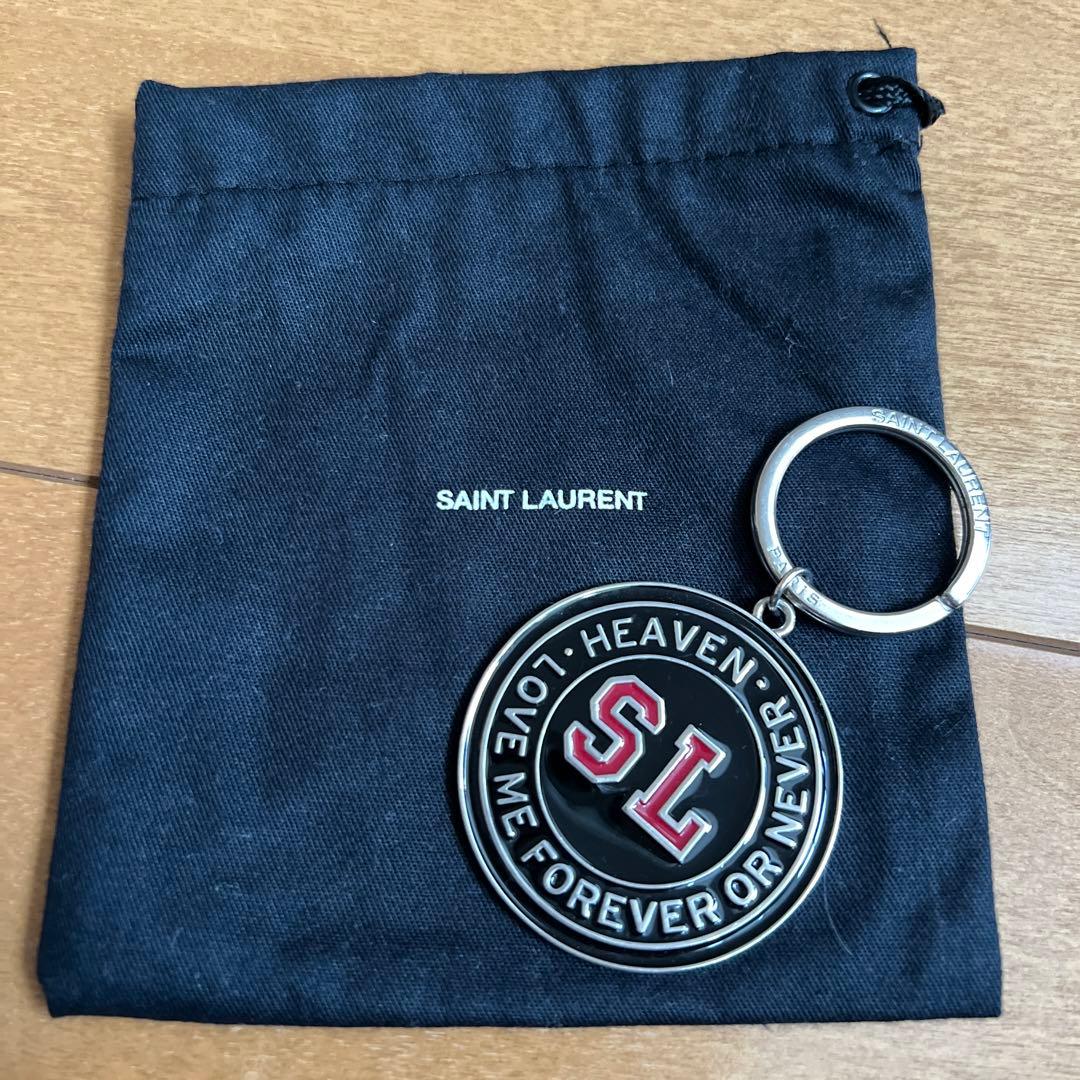 SAINT LAURENT
SAINT LAURENT
PARIS
· HEAVEN ·
LOVE ME FOREVER OR NEVER
SL